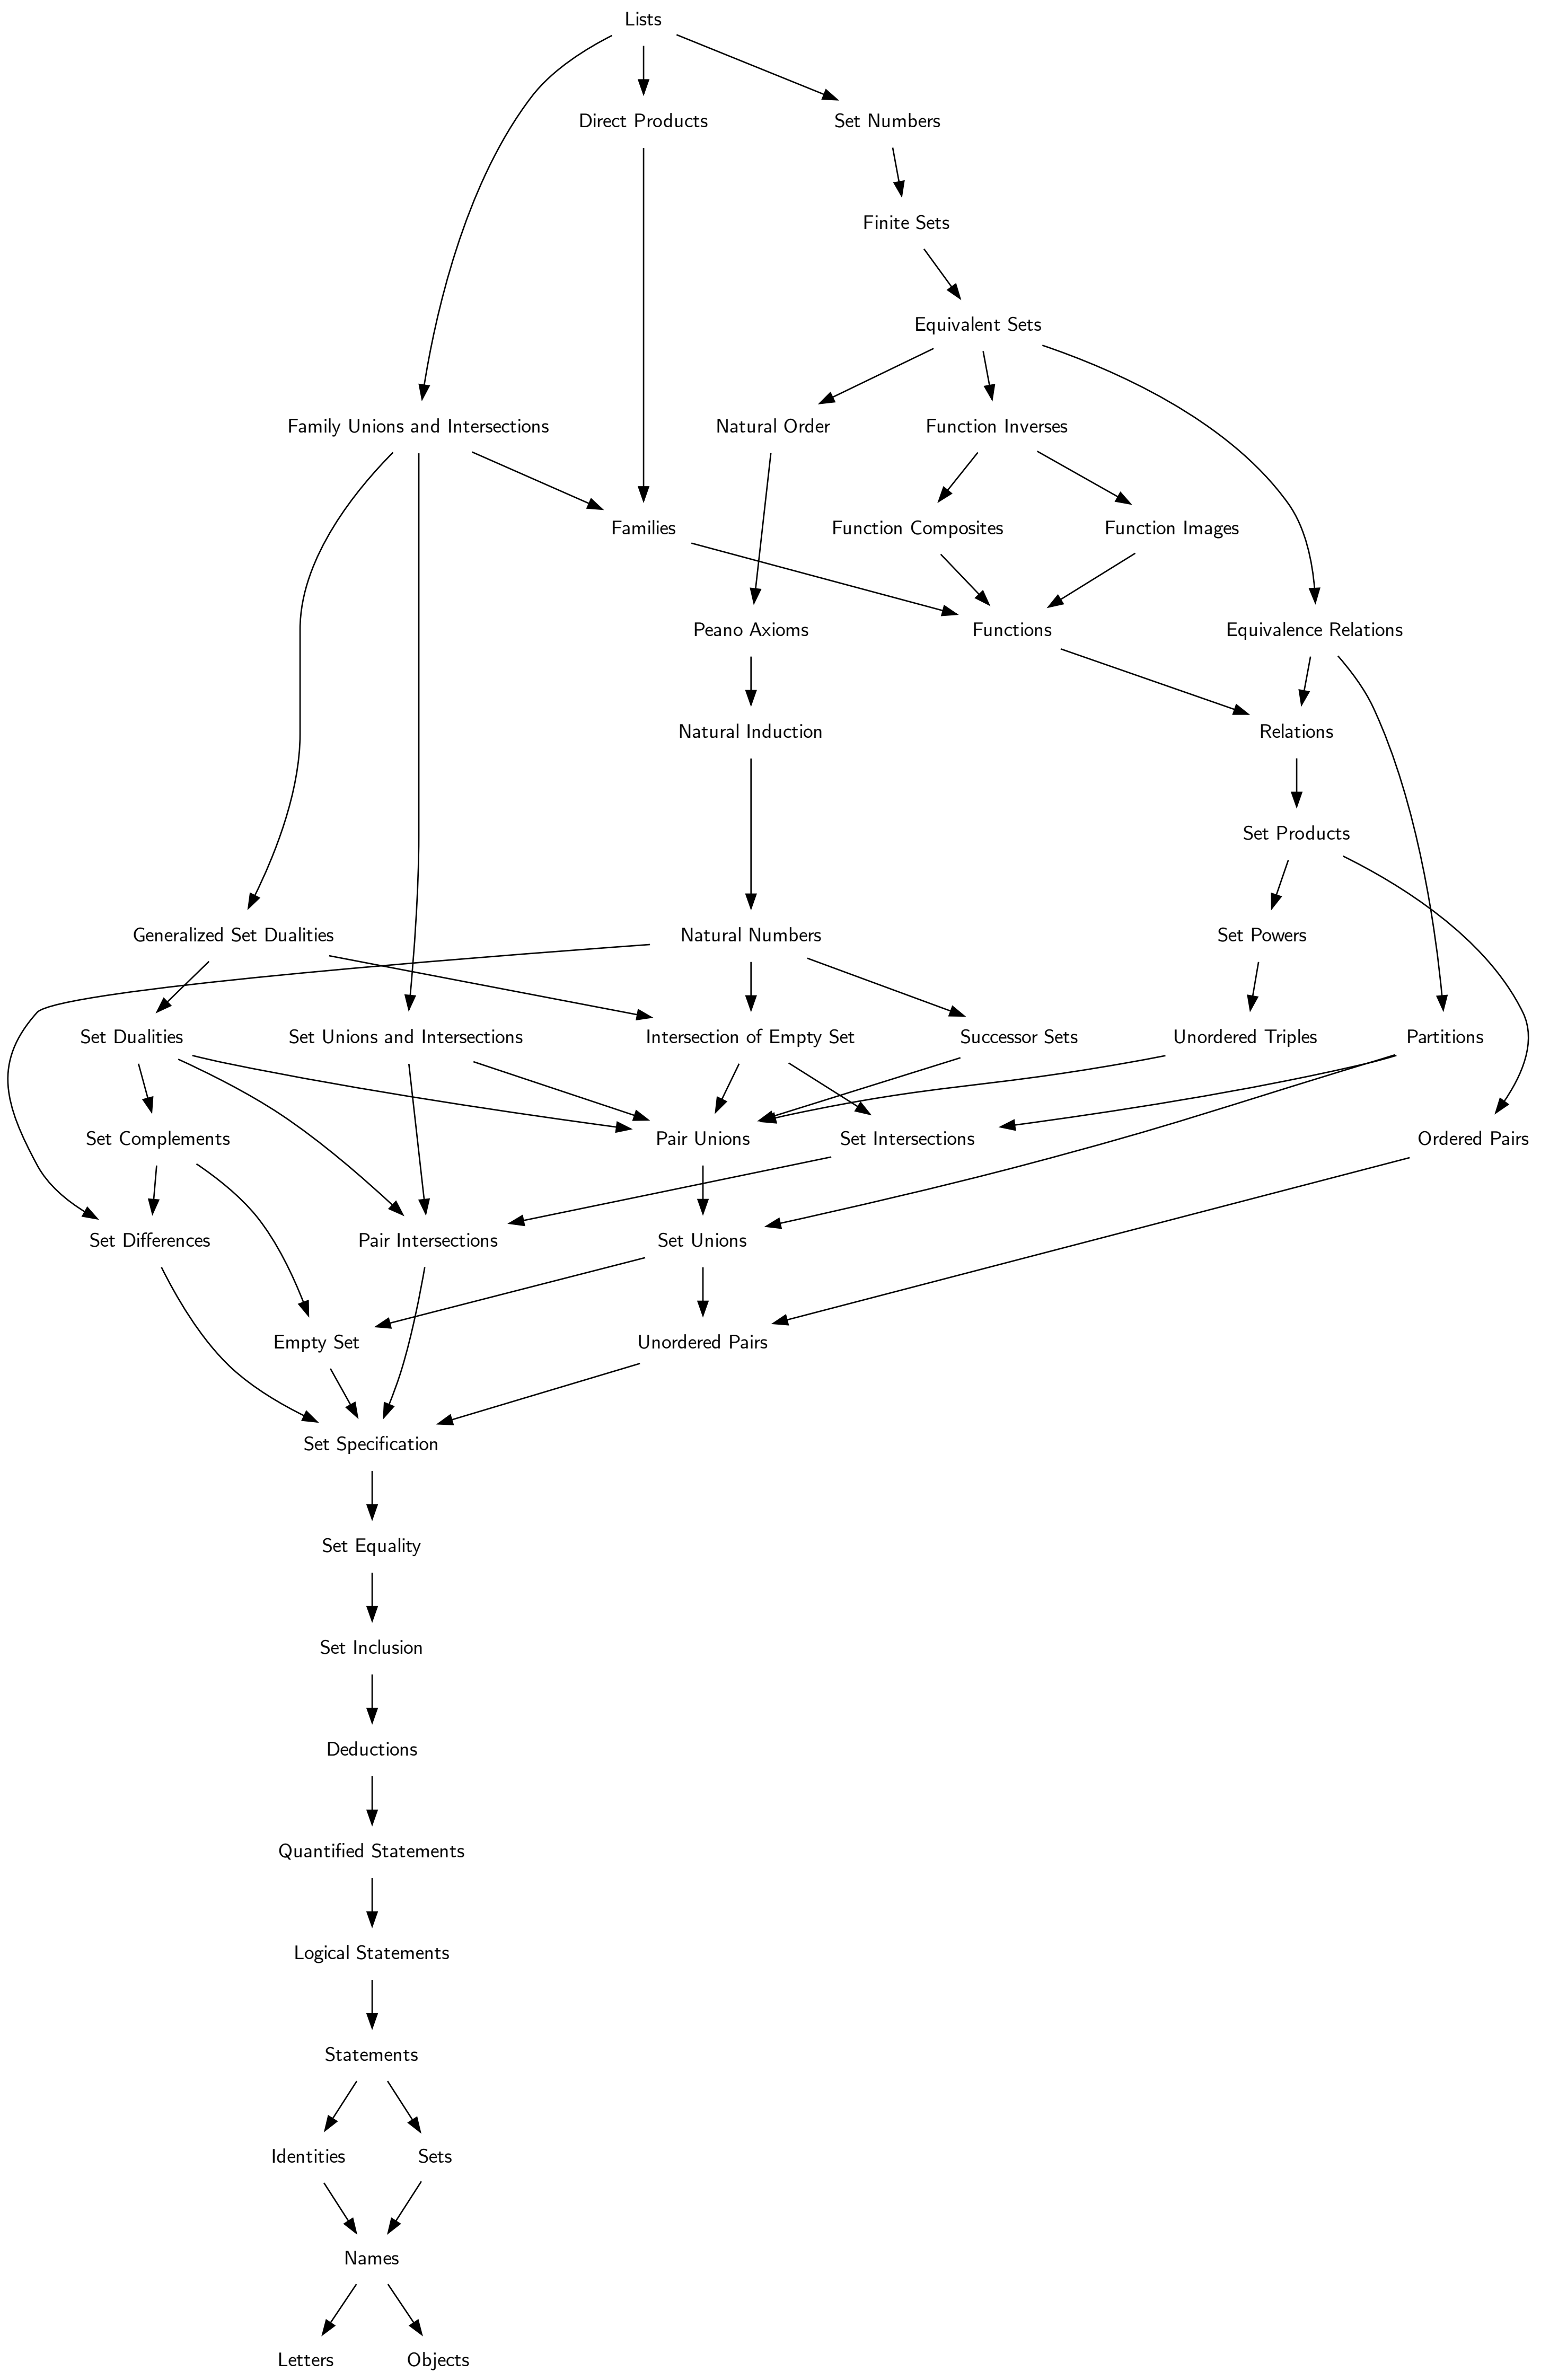 Lists
Direct Products
Set Numbers
Finite Sets
Equivalent Sets
Family Unions and Intersections
Natural Order
Function Inverses
Families
Function Composites
Function Images
Peano Axioms
Functions
Equivalence Relations
Natural Induction
Relations
Set Products
Generalized Set Dualities
Natural Numbers
Set Powers
Set Dualities
Set Unions and Intersections
Intersection of Empty Set
Successor Sets
Unordered Triples
Partitions
Set Complements
Pair Unions
Set Intersections
Ordered Pairs
Set Differences
Pair Intersections
Set Unions
Empty Set
Unordered Pairs
Set Specification
Set Equality
Set Inclusion
Deductions
Quantified Statements
Logical Statements
Statements
Identities
Sets
Names
Letters
Objects